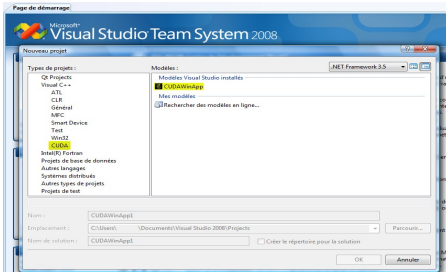 Page de démarrage
Microsoft
Visual Studio Team System 2008
Nouveau projet
Types de projets :
Modèles :
.NET Framework 3.5
Qt Projects
Visual C++
ATL
CLR
Général
MFC
Smart Device
Test
Win32
CUDA
Intel(R) Fortran
Projets de base de données
Autres langages
Systèmes distribués
Autres types de projets
Projets de test
Modèles Visual Studio installés
CUDAWinApp
Mes modèles
Rechercher des modèles en ligne...
Nom :
CUDAWinApp1
Emplacement :
C:\Users\ \Documents\Visual Studio 2008\Projects
Parcourir...
Nom de solution :
CUDAWinApp1
Créer le répertoire pour la solution
OK
Annuler